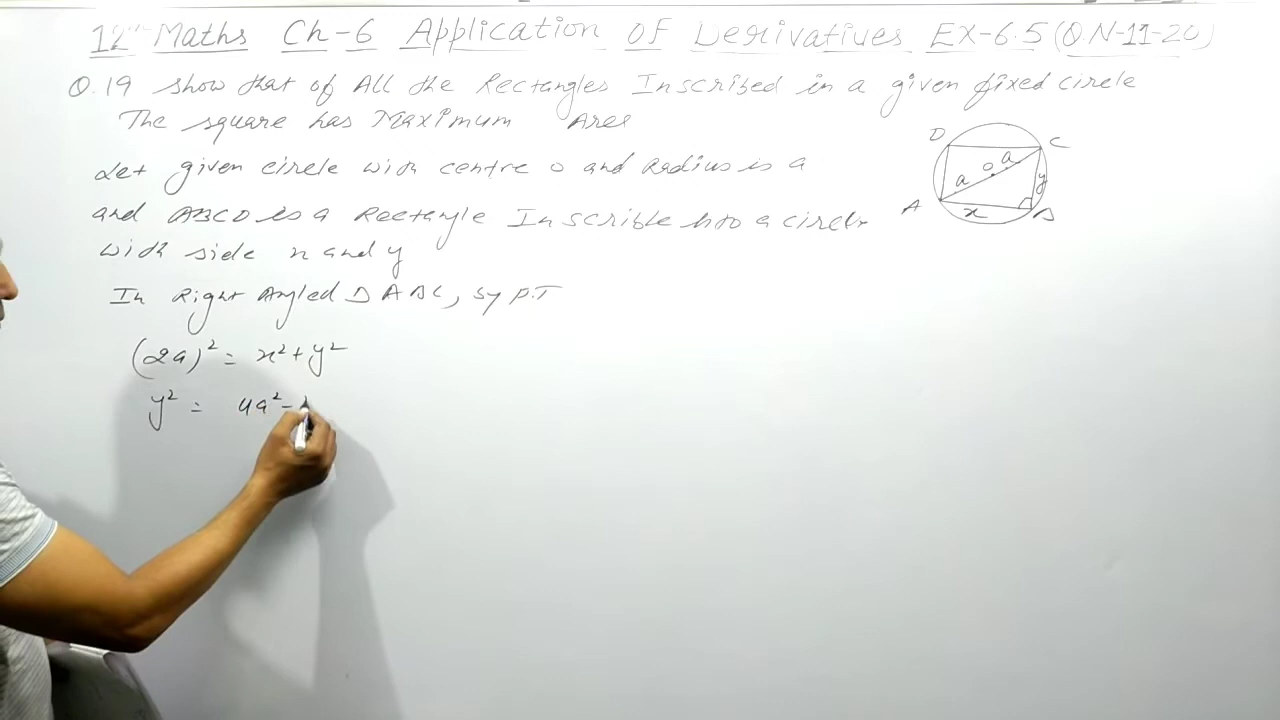 12th Maths Ch-6 Application OF Derivatives EX-6.5 (Q.N-11-20)
Q.19 show that of All the Rectangles Inscribed in a given fixed circle
The square has Maximum Area
Let given circle with centre o and Radius is a
and ABCD is a Rectangle Inscrible Into a circle
with side x and y
In Right Angled Δ ABC, By P.T
(2a)² = x² + y²
y² = 4a² -
D C
a o a
y
A x B